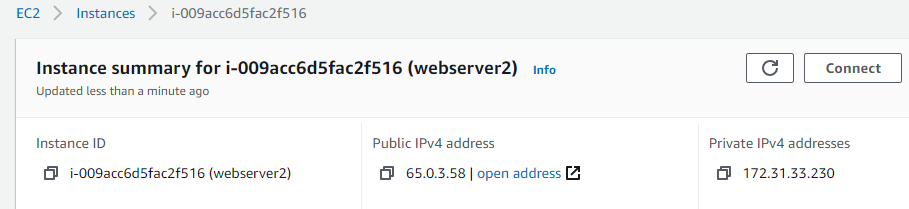 EC2 > Instances > i-009acc6d5fac2f516
Instance summary for i-009acc6d5fac2f516 (webserver2) Info
Updated less than a minute ago
Connect
Instance ID
i-009acc6d5fac2f516 (webserver2)
Public IPv4 address
65.0.3.58 | open address
Private IPv4 addresses
172.31.33.230